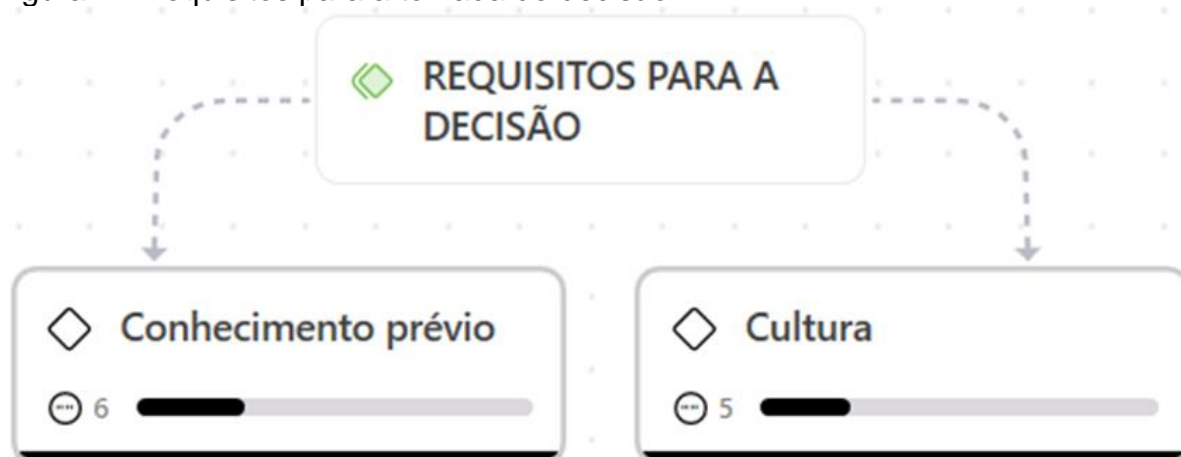 REQUISITOS PARA A
DECISÃO
Conhecimento prévio
Cultura
6
5